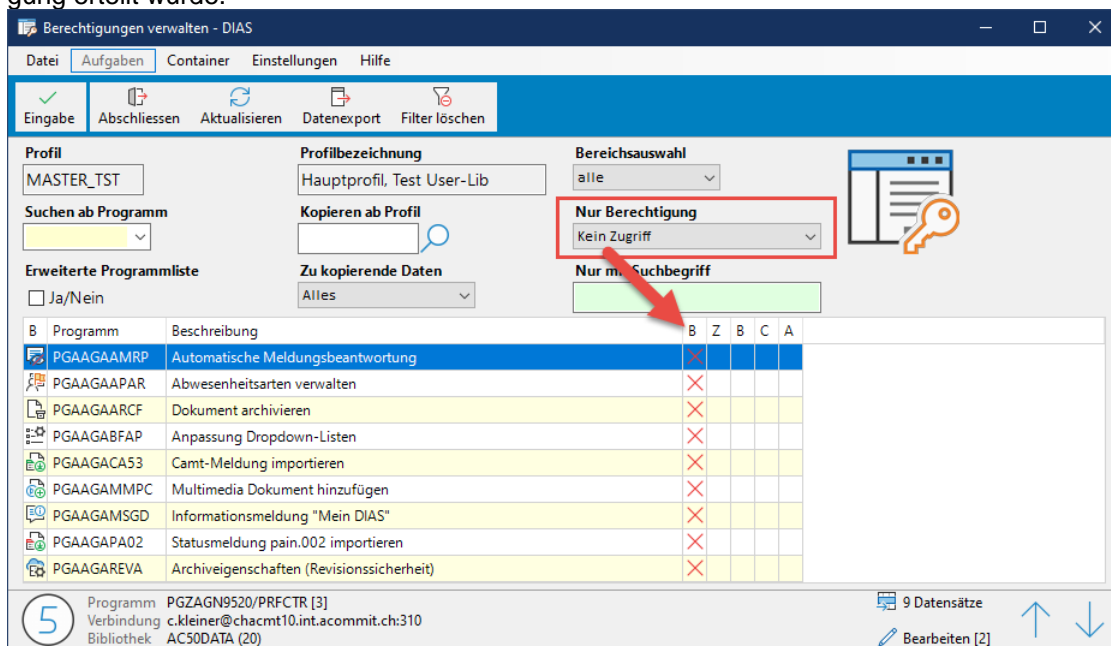 gung erteilt wurde.
Berechtigungen verwalten - DIAS
Datei Aufgaben Container Einstellungen Hilfe
Eingabe Abschliessen Aktualisieren Datenexport Filter löschen
Profil Profilbezeichnung Bereichsauswahl
MASTER_TST Hauptprofil, Test User-Lib alle
Suchen ab Programm Kopieren ab Profil Nur Berechtigung
Kein Zugriff
Erweiterte Programmliste Zu kopierende Daten Nur mit Suchbegriff
Ja/Nein Alles
B Programm Beschreibung B Z B C A
PGAAGAAMRP Automatische Meldungsbeantwortung
PGAAGAAPAR Abwesenheitsarten verwalten
PGAAGAARCF Dokument archivieren
PGAAGABFAP Anpassung Dropdown-Listen
PGAAGACA53 Camt-Meldung importieren
PGAAGAMMPC Multimedia Dokument hinzufügen
PGAAGAMSGD Informationsmeldung "Mein DIAS"
PGAAGAPA02 Statusmeldung pain.002 importieren
PGAAGAREVA Archiveigenschaften (Revisionssicherheit)
5 Programm PGZAGN9520/PRFCTR [3] 9 Datensätze
Verbindung c.kleiner@chacmt10.int.acommit.ch:310
Bibliothek AC50DATA (20) Bearbeiten [2]